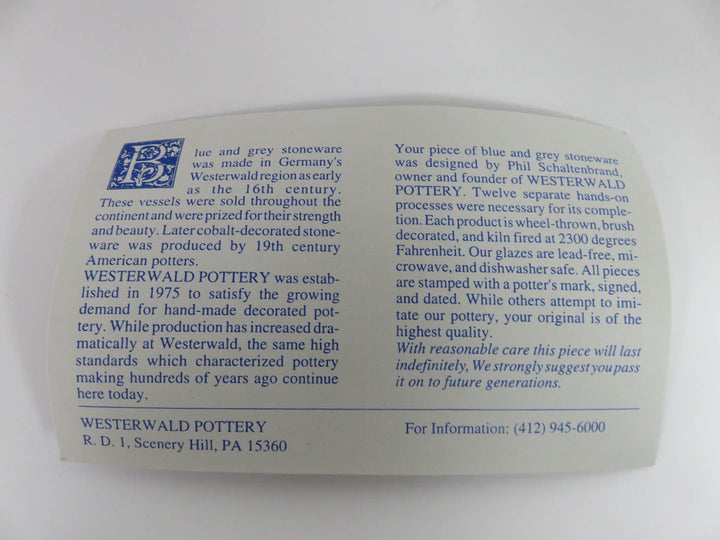 Blue and grey stoneware
was made in Germany's
Westerwald region as early
as the 16th century.
These vessels were sold throughout the
continent and were prized for their strength
and beauty. Later cobalt-decorated stone-
ware was produced by 19th century
American potters.
WESTERWALD POTTERY was estab-
lished in 1975 to satisfy the growing
demand for hand-made decorated pot-
tery. While production has increased dra-
matically at Westerwald, the same high
standards which characterized pottery
making hundreds of years ago continue
here today.
Your piece of blue and grey stoneware
was designed by Phil Schaltenbrand,
owner and founder of WESTERWALD
POTTERY. Twelve separate hands-on
processes were necessary for its comple-
tion. Each product is wheel-thrown, brush
decorated, and kiln fired at 2300 degrees
Fahrenheit. Our glazes are lead-free, mi-
crowave, and dishwasher safe. All pieces
are stamped with a potter's mark, signed,
and dated. While others attempt to imi-
tate our pottery, your original is of the
highest quality.
With reasonable care this piece will last
indefinitely, We strongly suggest you pass
it on to future generations.
WESTERWALD POTTERY
R. D. 1, Scenery Hill, PA 15360
For Information: (412) 945-6000